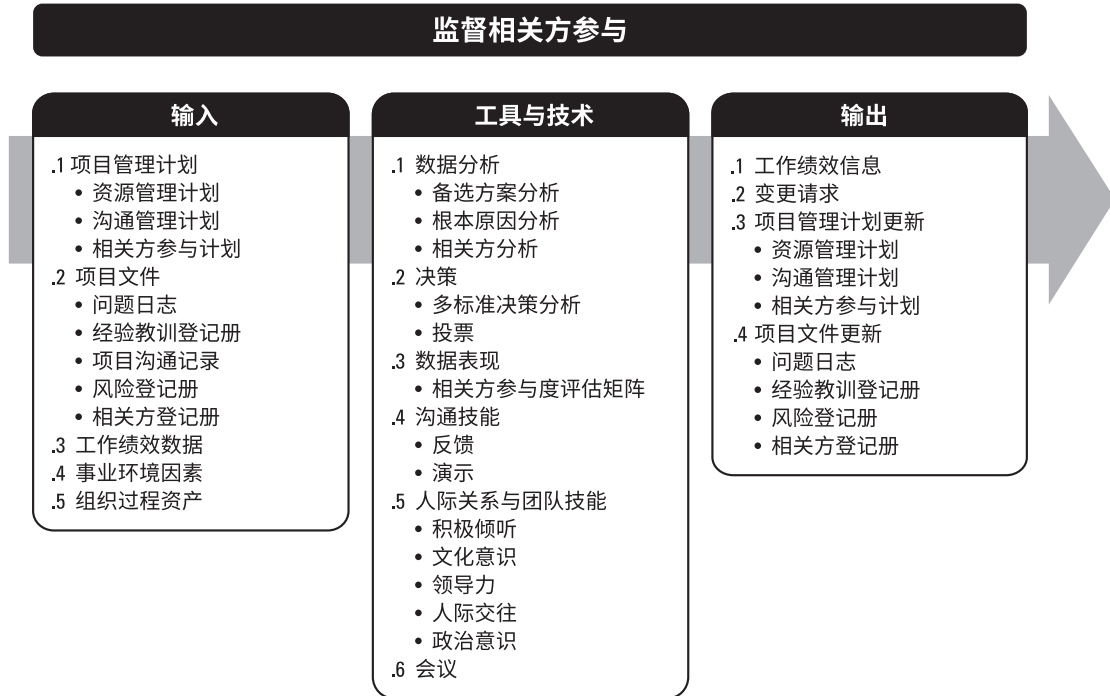 监督相关方参与
输入
.1 项目管理计划
• 资源管理计划
• 沟通管理计划
• 相关方参与计划
.2 项目文件
• 问题日志
• 经验教训登记册
• 项目沟通记录
• 风险登记册
• 相关方登记册
.3 工作绩效数据
.4 事业环境因素
.5 组织过程资产
工具与技术
.1 数据分析
• 备选方案分析
• 根本原因分析
• 相关方分析
.2 决策
• 多标准决策分析
• 投票
.3 数据表现
• 相关方参与度评估矩阵
.4 沟通技能
• 反馈
• 演示
.5 人际关系与团队技能
• 积极倾听
• 文化意识
• 领导力
• 人际交往
• 政治意识
.6 会议
输出
.1 工作绩效信息
.2 变更请求
.3 项目管理计划更新
• 资源管理计划
• 沟通管理计划
• 相关方参与计划
.4 项目文件更新
• 问题日志
• 经验教训登记册
• 风险登记册
• 相关方登记册